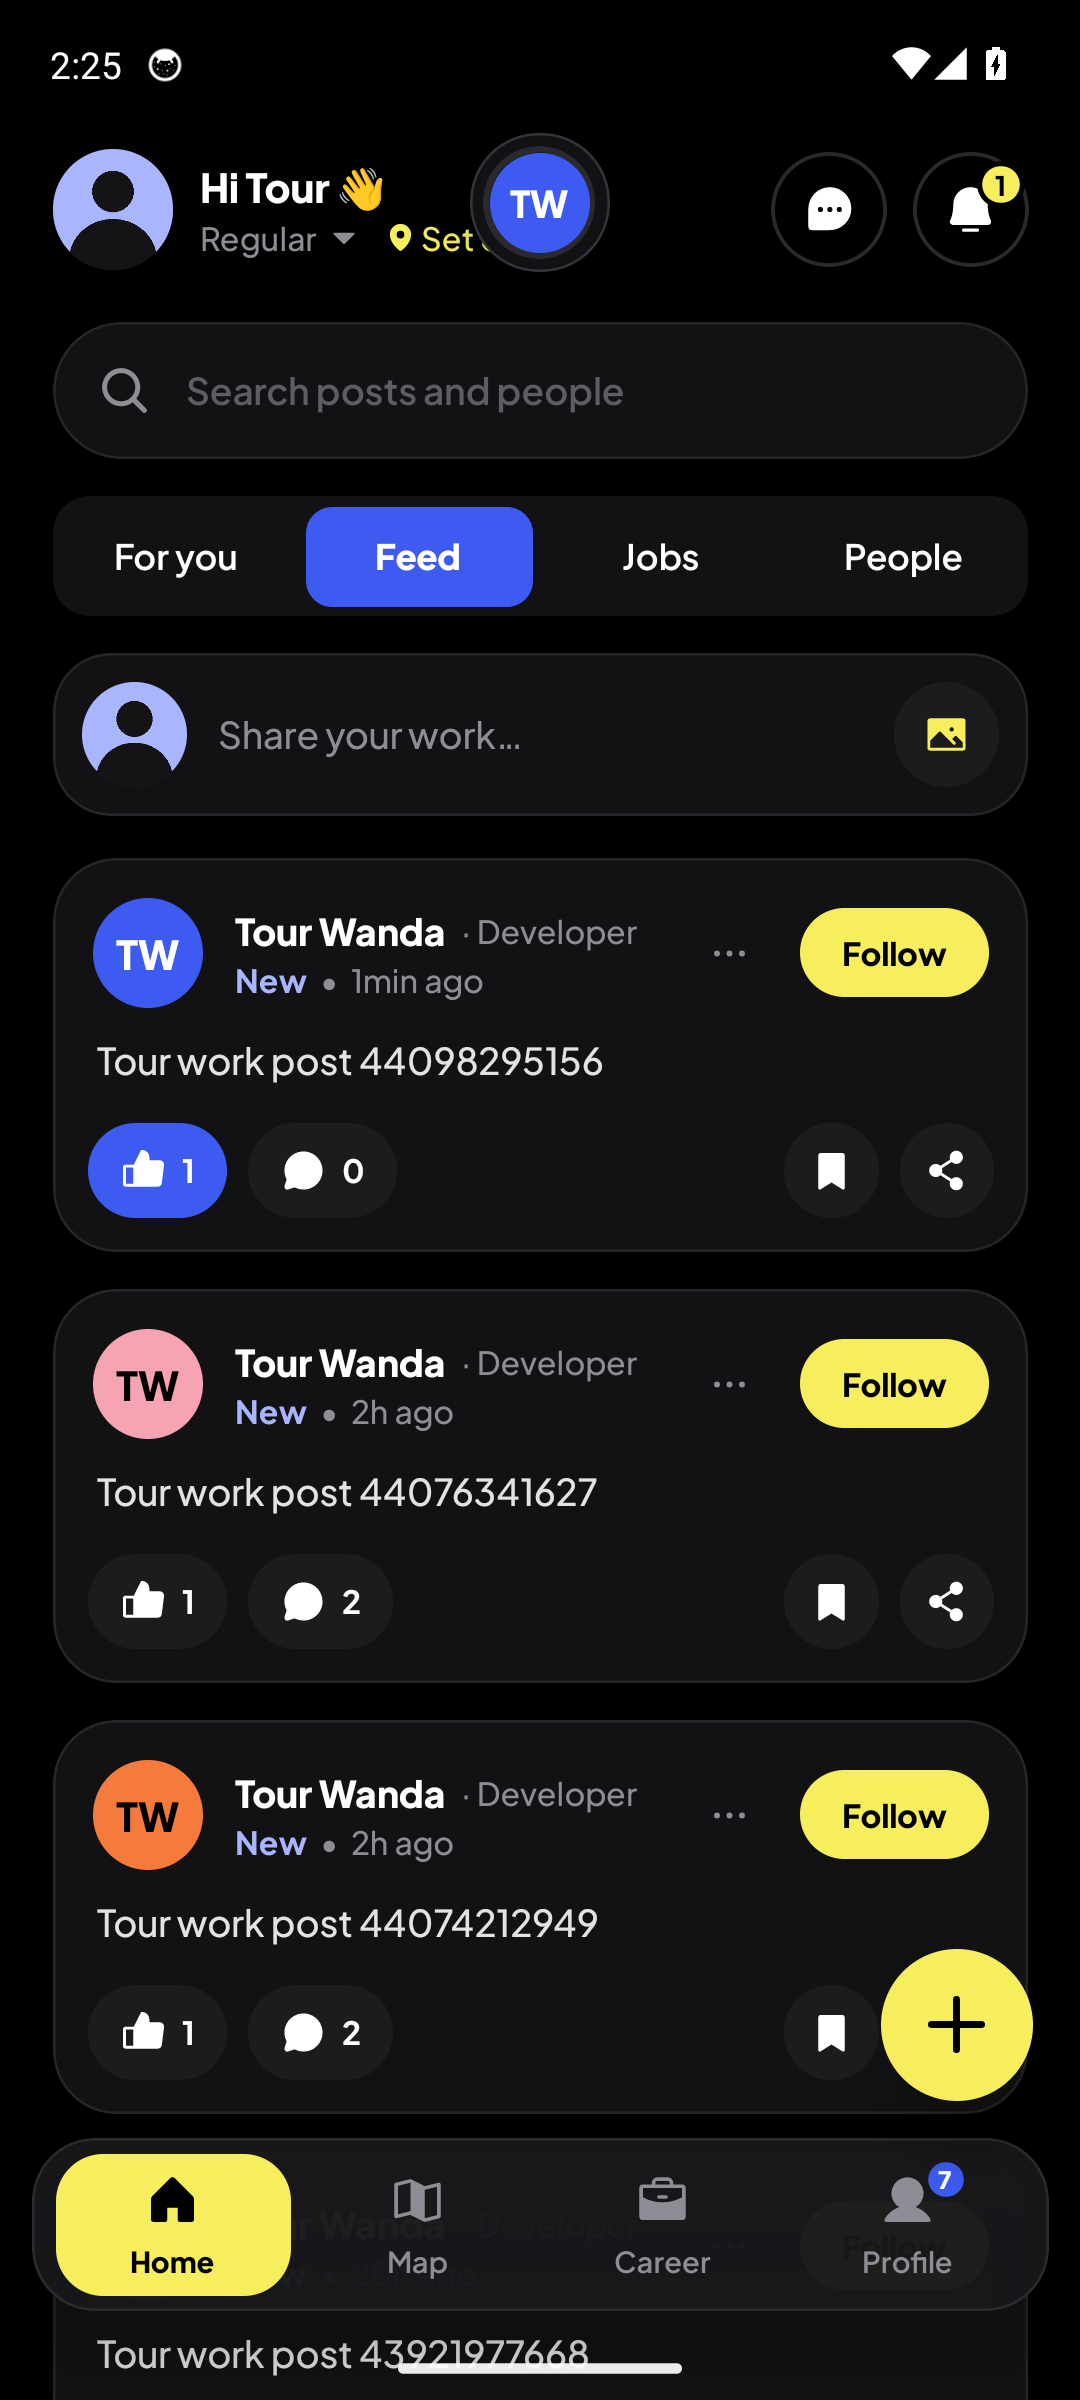 2:25
Hi Tour 👋
TW
1
Regular
Set
Search posts and people
For you
Feed
Jobs
People
Share your work...
TW
Tour Wanda · Developer
New • 1min ago
Follow
Tour work post 44098295156
1
0
TW
Tour Wanda · Developer
New • 2h ago
Follow
Tour work post 44076341627
1
2
TW
Tour Wanda · Developer
New • 2h ago
Follow
Tour work post 44074212949
1
2
Wanda · Developer
Follow
7
Home
Map
Career
Profile
Tour work post 43921977668